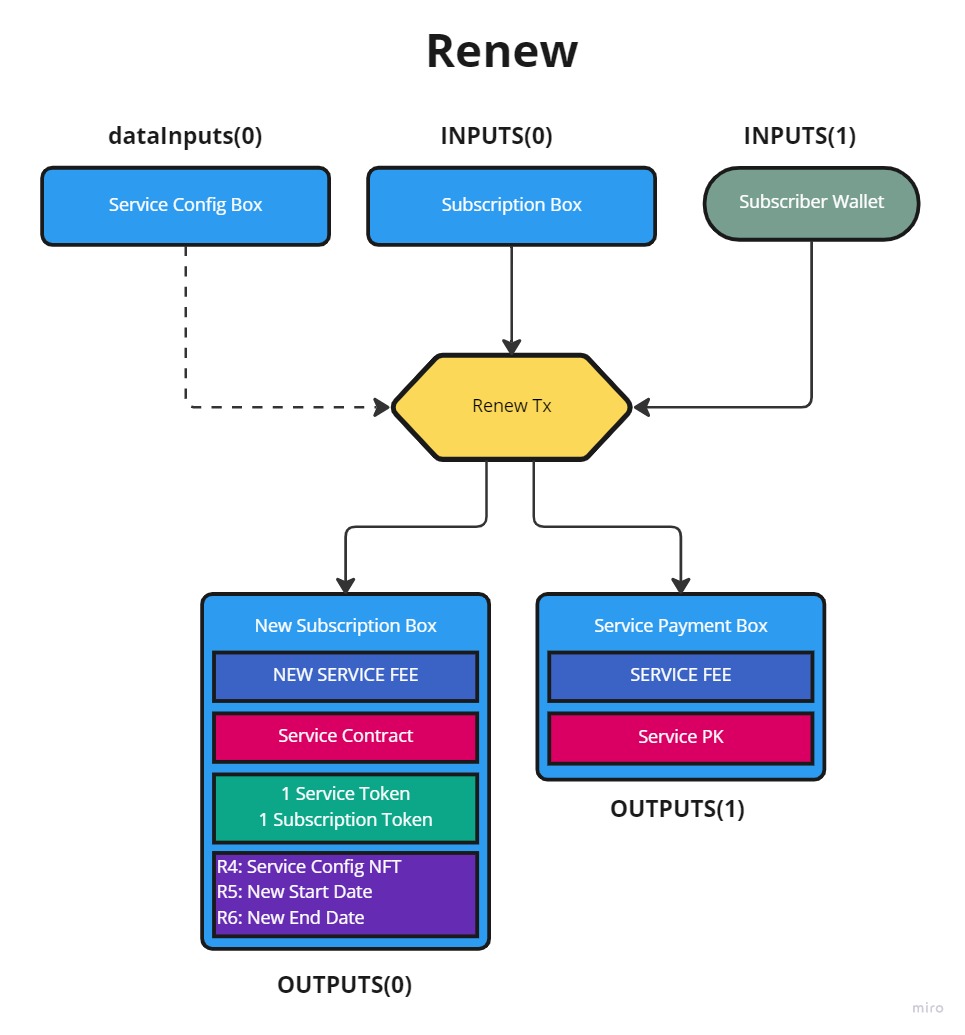 Renew
dataInputs(0)
INPUTS(0)
INPUTS(1)
Service Config Box
Subscription Box
Subscriber Wallet
Renew Tx
New Subscription Box
NEW SERVICE FEE
Service Contract
1 Service Token
1 Subscription Token
R4: Service Config NFT
R5: New Start Date
R6: New End Date
OUTPUTS(0)
Service Payment Box
SERVICE FEE
Service PK
OUTPUTS(1)
miro